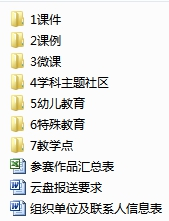 1课件
2课例
3微课
4学科主题社区
5幼儿教育
6特殊教育
7教学点
参赛作品汇总表
云盘报送要求
组织单位及联系人信息表